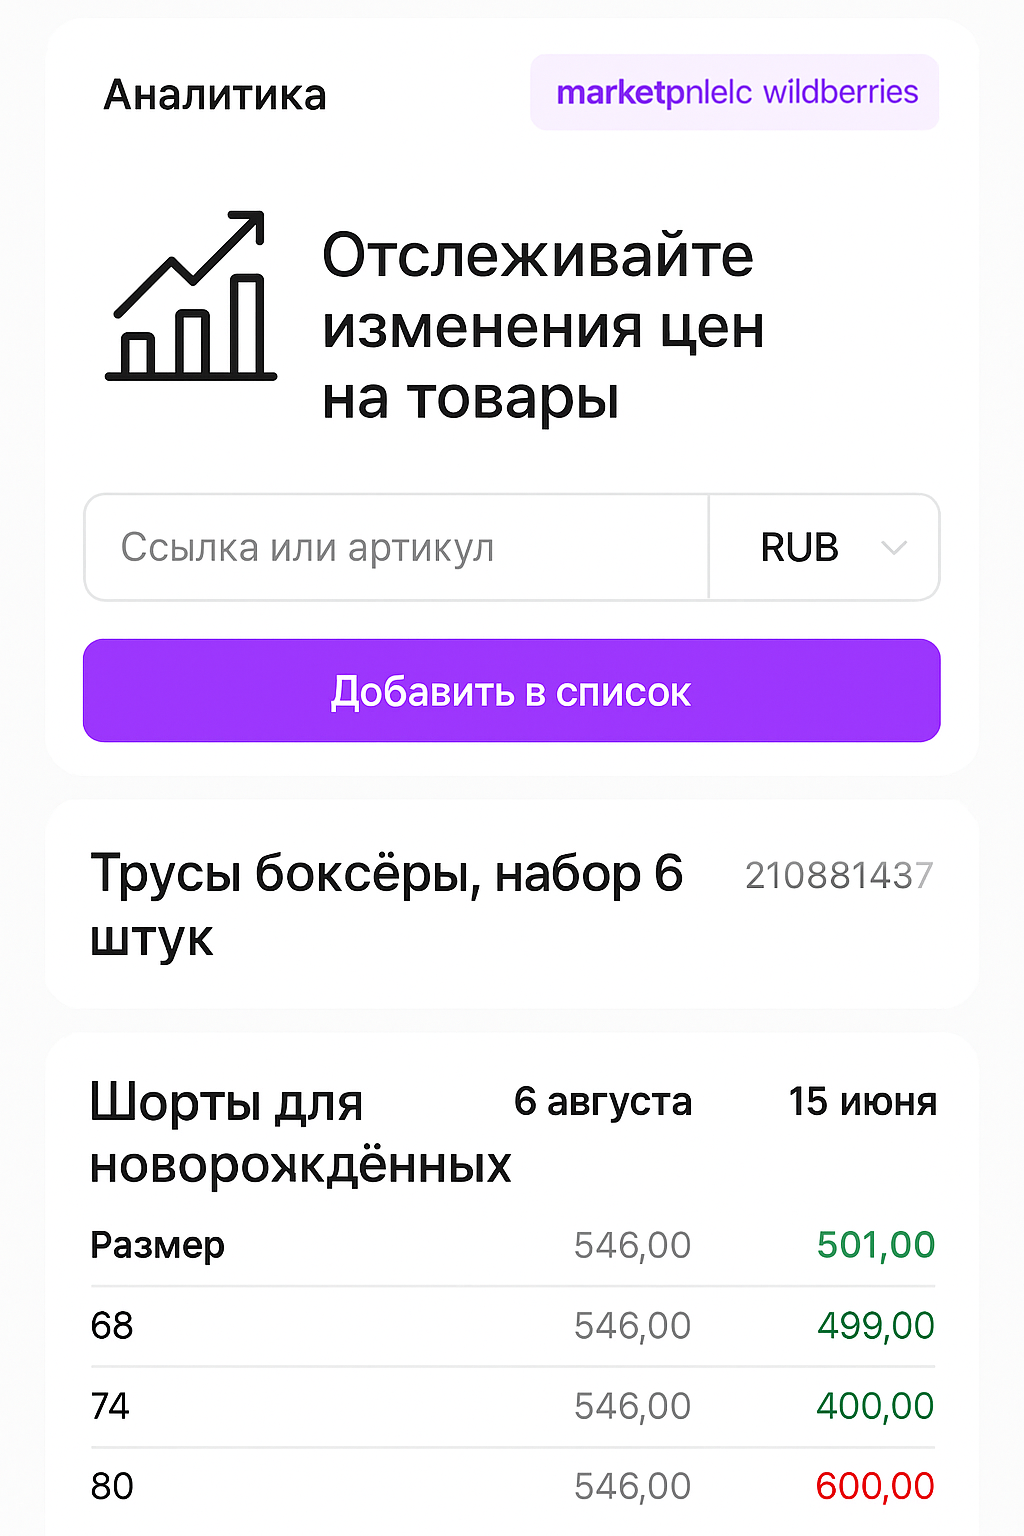 Аналитика
marketpnlelc wildberries
Отслеживайте
изменения цен
на товары
Ссылка или артикул
RUB
Добавить в список
Трусы боксёры, набор 6
штук
210881437
Шорты для
новорождённых
6 августа 15 июня
Размер 546,00 501,00
68 546,00 499,00
74 546,00 400,00
80 546,00 600,00